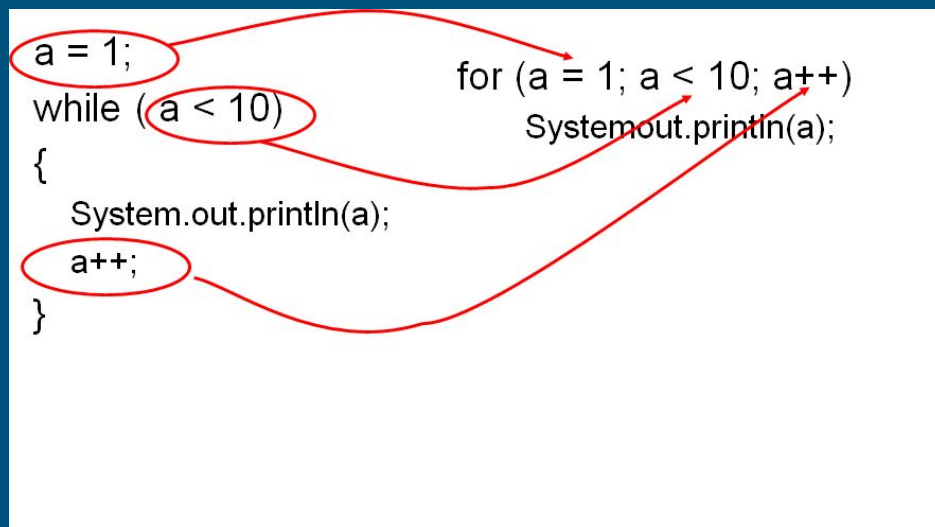 a = 1;
while ( a < 10)
{
System.out.println(a);
a++;
}
for (a = 1; a < 10; a++)
Systemout.println(a);